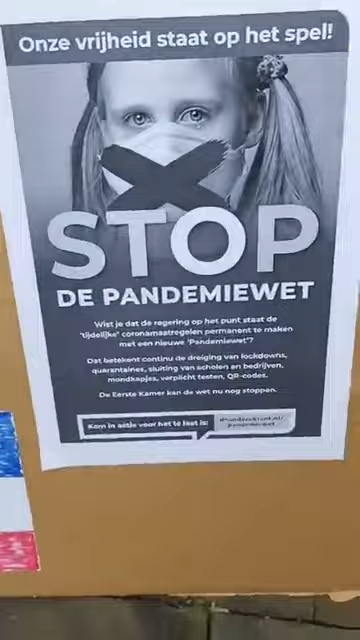 Onze vrijheid staat op het spel!
STOP
DE PANDEMIEWET
Wist je dat de regering op het punt staat de
'tijdelijke' coronamaatregelen permanent te maken
met een nieuwe 'Pandemiewet'?
Dat betekent continu de dreiging van lockdowns,
quarantaines, sluiting van scholen en bedrijven,
mondkapjes, verplicht testen, QR-codes.
De Eerste Kamer kan de wet nu nog stoppen.
Kom in actie voor het te laat is: